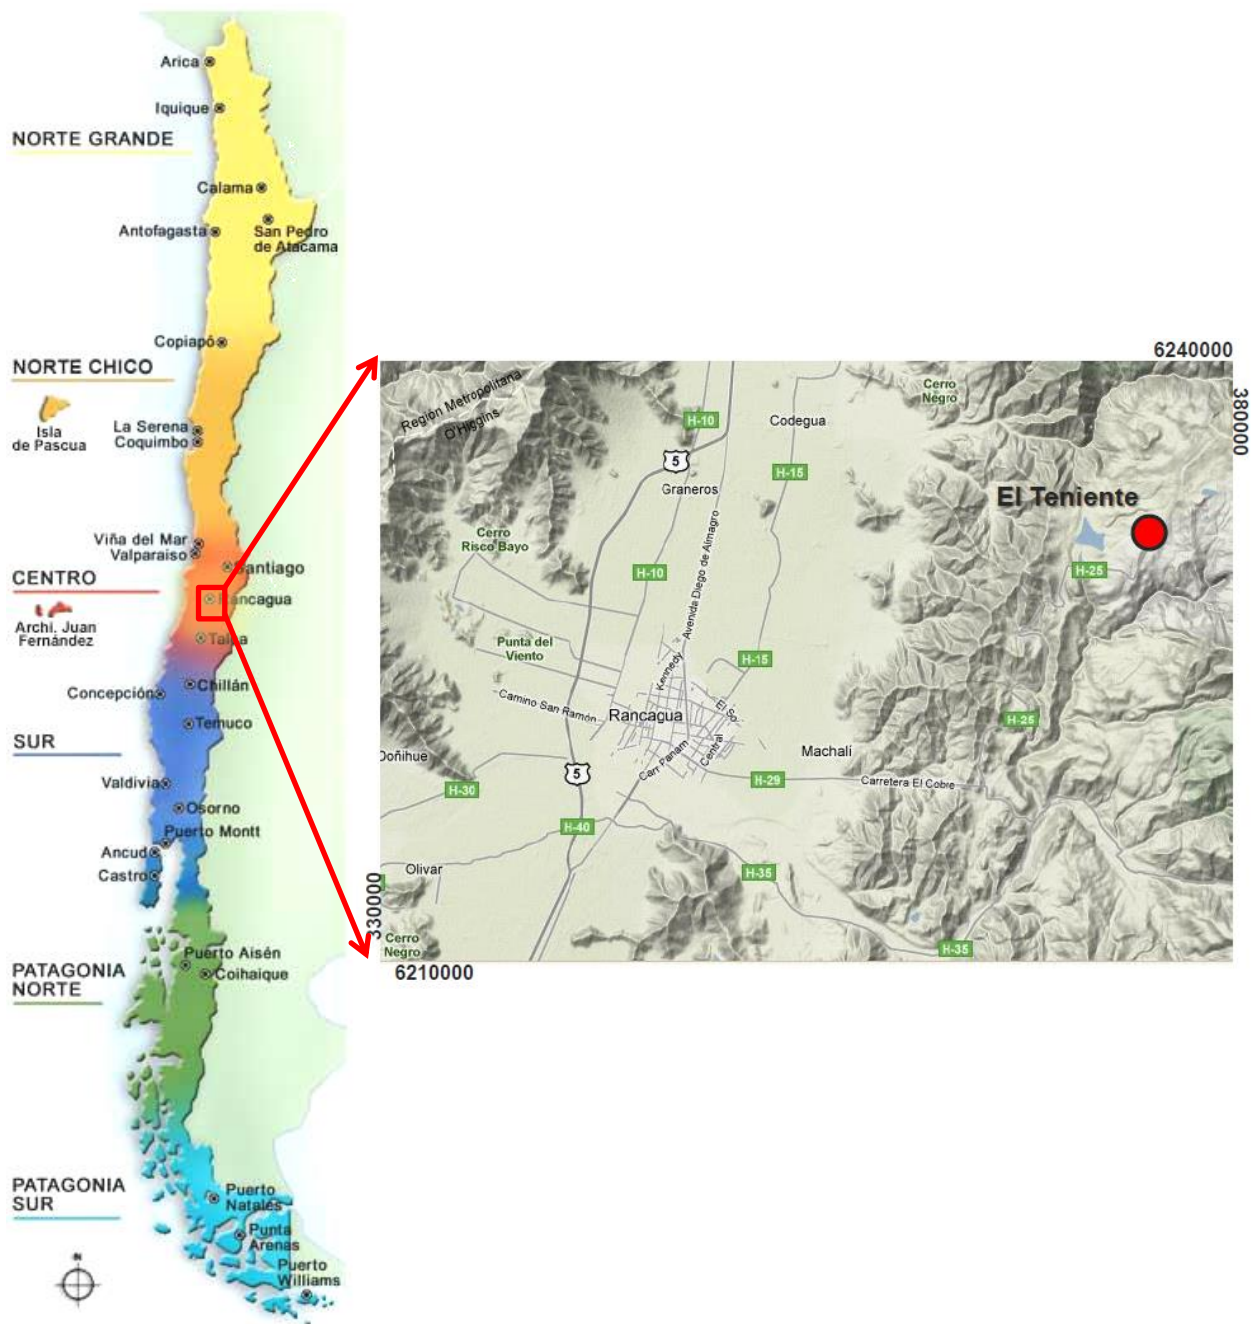 Arica
Iquique
NORTE GRANDE
Calama
Antofagasta
San Pedro
de Atacama
Copiapó
NORTE CHICO
Isla
de Pascua
La Serena
Coquimbo
Viña del Mar
Valparaiso
Santiago
CENTRO
Rancagua
Archi. Juan
Fernández
Talca
Chillán
Concepción
Temuco
SUR
Valdivia
Osorno
Puerto Montt
Ancud
Castro
Puerto Aisén
Coihaique
PATAGONIA
NORTE
PATAGONIA
SUR
Puerto
Natales
Punta
Arenas
Puerto
Williams
N
6240000
380000
Región Metropolitana
O'Higgins
Cerro
Negro
H-10
Codegua
5
H-15
Graneros
El Teniente
Cerro
Risco Bayo
H-10
Avenida Diego de Almagro
H-25
Punta del
Viento
Kennedy
H-15
Camino San Ramón
Rancagua
El So
H-25
Doñihue
Carr Panam
Central
Machalí
5
H-30
H-29
Carretera El Cobre
H-40
Olivar
H-35
330000
Cerro
Negro
H-35
6210000